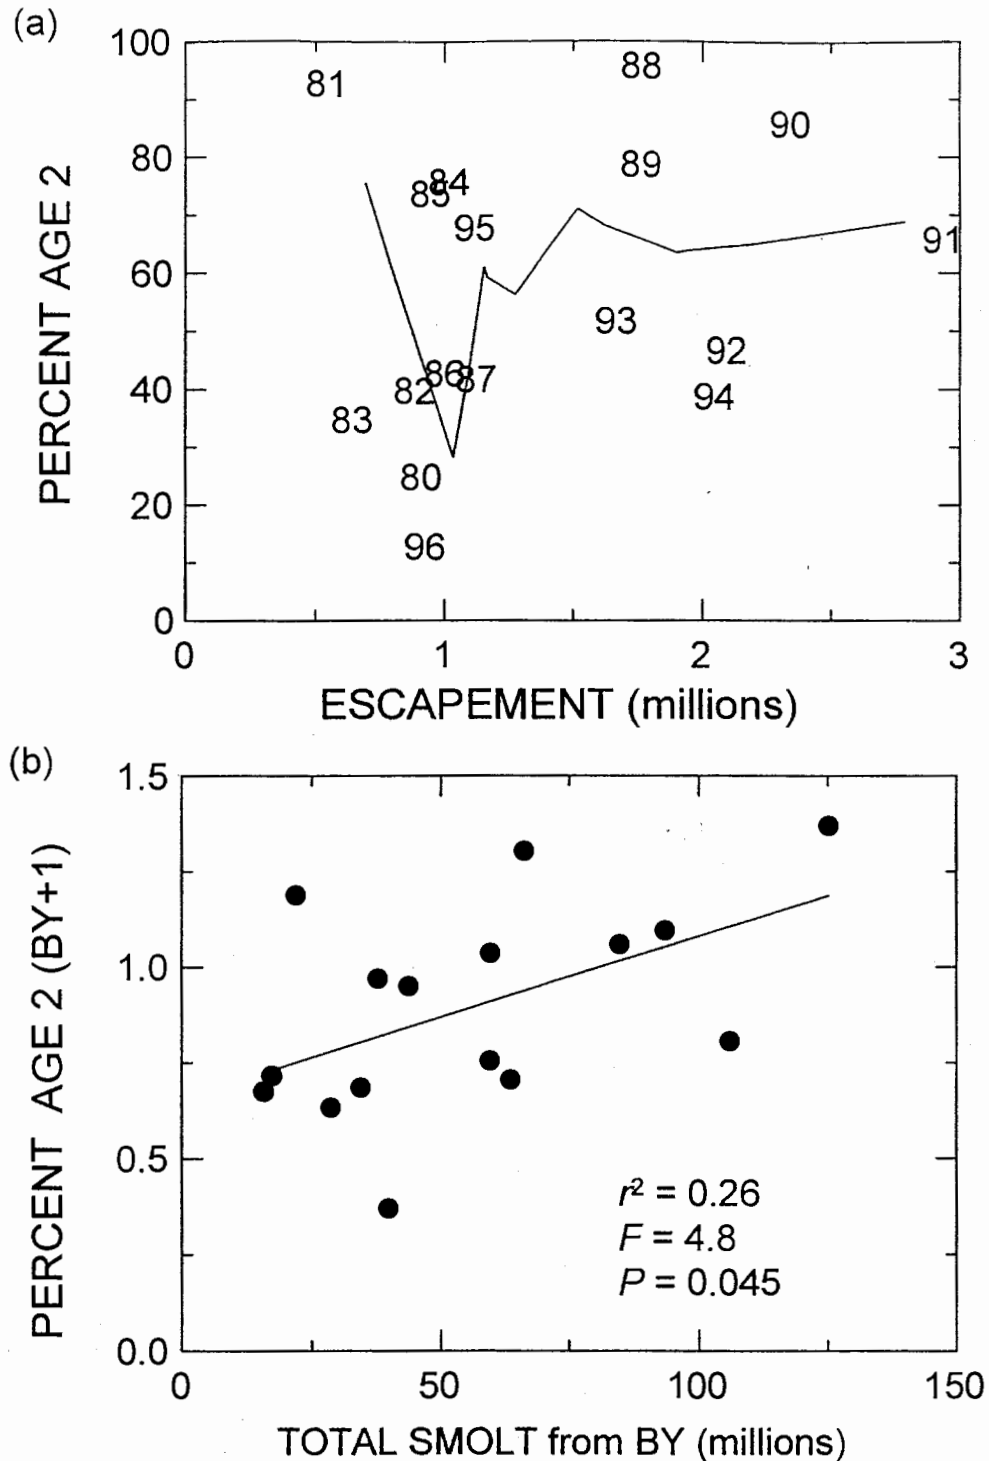 (a)
PERCENT AGE 2
100
80
60
40
20
0
81
88
90
89
84
85
95
91
93
92
86
87
82
94
83
80
96
0 1 2 3
ESCAPEMENT (millions)
(b)
PERCENT AGE 2 (BY+1)
1.5
1.0
0.5
0.0
r² = 0.26
F = 4.8
P = 0.045
0 50 100 150
TOTAL SMOLT from BY (millions)